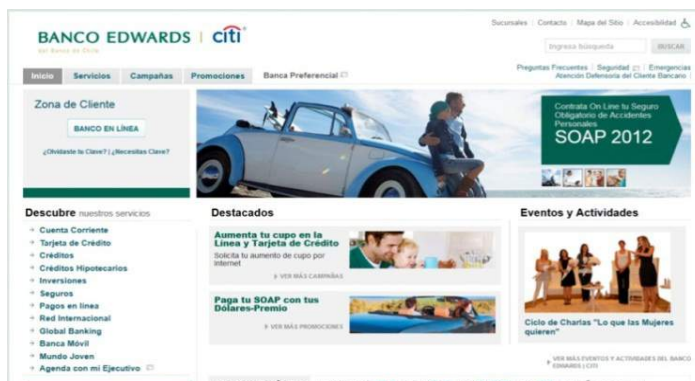 Sucursales | Contacto | Mapa del Sitio | Accesibilidad
BANCO EDWARDS | citi
del Banco de Chile
Ingresa búsqueda
BUSCAR
Preguntas Frecuentes | Seguridad | Emergencias
Atención Defensoría del Cliente Bancario
Inicio
Servicios
Campañas
Promociones
Banca Preferencial
Zona de Cliente
BANCO EN LÍNEA
¿Olvidaste tu Clave? | ¿Necesitas Clave?
Contrata On Line tu Seguro
Obligatorio de Accidentes
Personales
SOAP 2012
Descubre nuestros servicios
Cuenta Corriente
Tarjeta de Crédito
Créditos
Créditos Hipotecarios
Inversiones
Seguros
Pagos en línea
Red Internacional
Global Banking
Banca Móvil
Mundo Joven
Agenda con mi Ejecutivo
Destacados
Aumenta tu cupo en la
Línea y Tarjeta de Crédito
Solicita tu aumento de cupo por
Internet
VER MÁS CAMPAÑAS
Paga tu SOAP con tus
Dólares-Premio
VER MÁS PROMOCIONES
Eventos y Actividades
Ciclo de Charlas "Lo que las Mujeres
quieren"
VER MÁS EVENTOS Y ACTIVIDADES DEL BANCO
EDWARDS | CITI